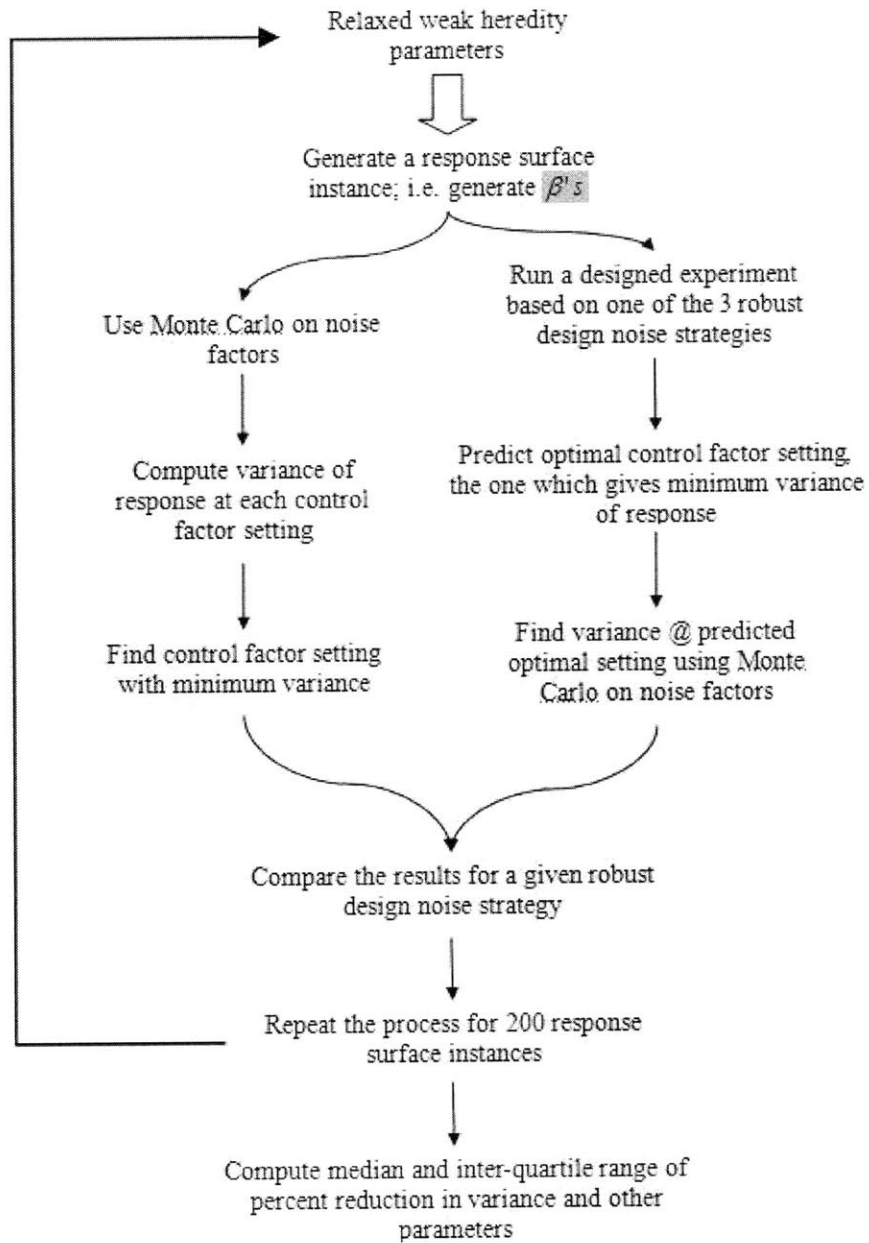 Relaxed weak heredity
parameters
Generate a response surface
instance; i.e. generate β's
Use Monte Carlo on noise
factors
Compute variance of
response at each control
factor setting
Find control factor setting
with minimum variance
Run a designed experiment
based on one of the 3 robust
design noise strategies
Predict optimal control factor setting,
the one which gives minimum variance
of response
Find variance @ predicted
optimal setting using Monte
Carlo on noise factors
Compare the results for a given robust
design noise strategy
Repeat the process for 200 response
surface instances
Compute median and inter-quartile range of
percent reduction in variance and other
parameters